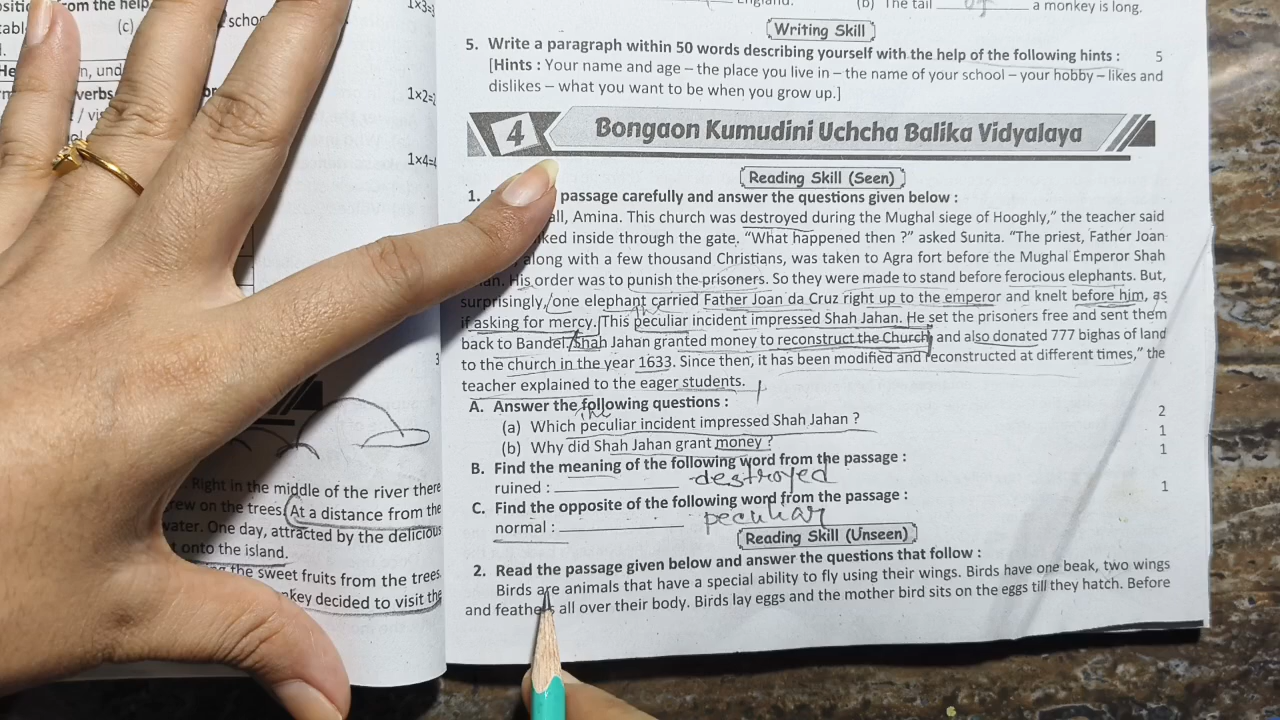 from the help
1x3=
England.
(b) The tail of a monkey is long.
(c)
Writing Skill
5. Write a paragraph within 50 words describing yourself with the help of the following hints : 5
[Hints : Your name and age – the place you live in – the name of your school – your hobby – likes and
dislikes – what you want to be when you grow up.]
verbs
1x2=
1x4=
4 Bongaon Kumudini Uchcha Balika Vidyalaya
Reading Skill (Seen)
1. passage carefully and answer the questions given below :
all, Amina. This church was destroyed during the Mughal siege of Hooghly,” the teacher said
inside through the gate. “What happened then ?” asked Sunita. “The priest, Father Joan
along with a few thousand Christians, was taken to Agra fort before the Mughal Emperor Shah
His order was to punish the prisoners. So they were made to stand before ferocious elephants. But,
surprisingly, one elephant carried Father Joan da Cruz right up to the emperor and knelt before him, as
if asking for mercy. This peculiar incident impressed Shah Jahan. He set the prisoners free and sent them
back to Bandel. Shah Jahan granted money to reconstruct the Church and also donated 777 bighas of land
to the church in the year 1633. Since then, it has been modified and reconstructed at different times,” the
teacher explained to the eager students.
A. Answer the following questions :
(a) Which peculiar incident impressed Shah Jahan ? 2
(b) Why did Shah Jahan grant money ? 1
B. Find the meaning of the following word from the passage : 1
ruined : destroyed
C. Find the opposite of the following word from the passage : 1
normal : peculiar
Reading Skill (Unseen)
2. Read the passage given below and answer the questions that follow :
Birds are animals that have a special ability to fly using their wings. Birds have one beak, two wings
and feathers all over their body. Birds lay eggs and the mother bird sits on the eggs till they hatch. Before
3
Right in the middle of the river there
on the trees. At a distance from the
water. One day, attracted by the delicious
onto the island.
the sweet fruits from the trees.
decided to visit the